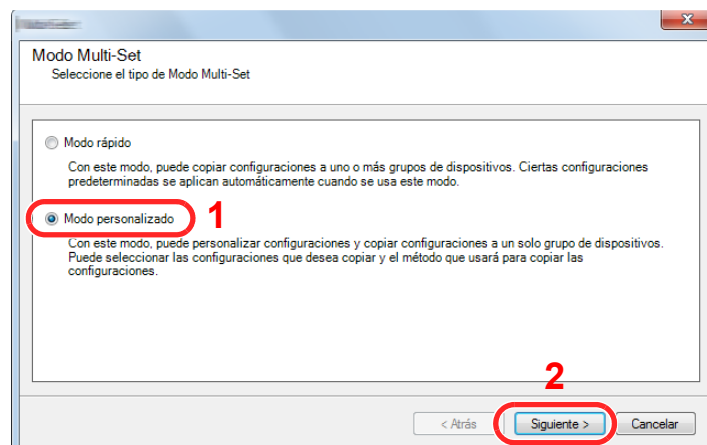 Modo Multi-Set
Seleccione el tipo de Modo Multi-Set
Modo rápido
Con este modo, puede copiar configuraciones a uno o más grupos de dispositivos. Ciertas configuraciones
predeterminadas se aplican automáticamente cuando se usa este modo.
Modo personalizado
1
Con este modo, puede personalizar configuraciones y copiar configuraciones a un solo grupo de dispositivos.
Puede seleccionar las configuraciones que desea copiar y el método que usará para copiar las
configuraciones.
2
< Atrás
Siguiente >
Cancelar